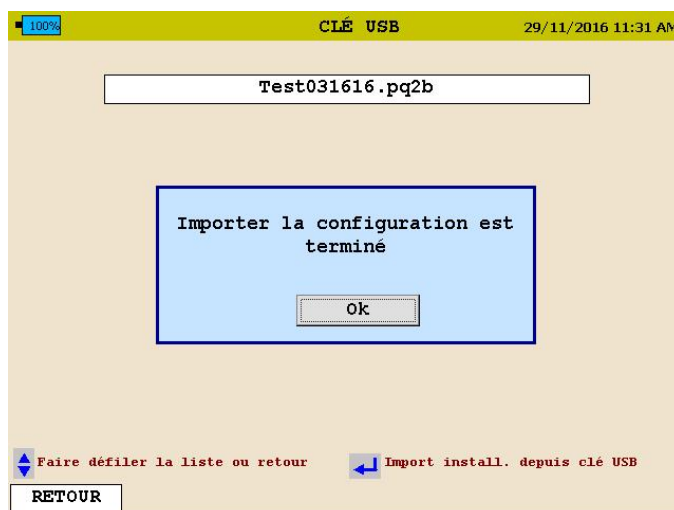 100%
CLÉ USB
29/11/2016 11:31 AM
Test031616.pq2b
Importer la configuration est
terminé
Ok
Faire défiler la liste ou retour
Import install. depuis clé USB
RETOUR